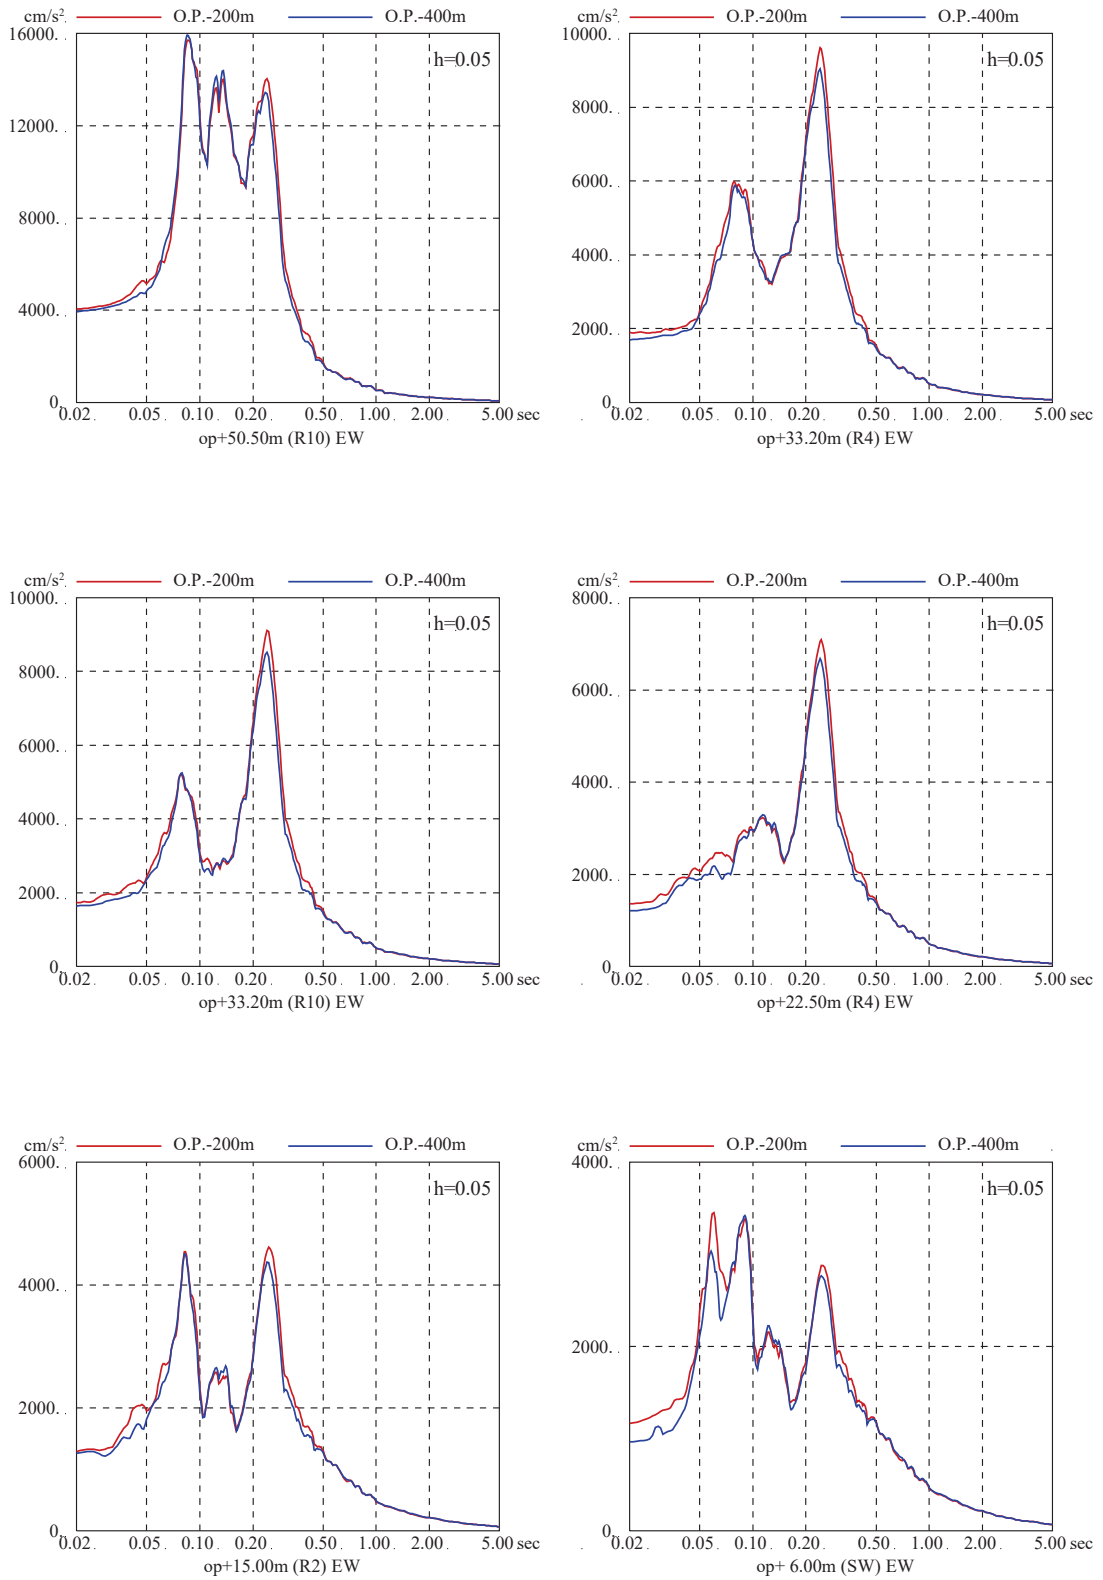 cm/s² O.P.-200m O.P.-400m
16000.
h=0.05
12000.
8000.
4000.
0.
0.02 0.05 0.10 0.20 0.50 1.00 2.00 5.00 sec
op+50.50m (R10) EW
cm/s² O.P.-200m O.P.-400m
10000.
h=0.05
8000.
6000.
4000.
2000.
0.
0.02 0.05 0.10 0.20 0.50 1.00 2.00 5.00 sec
op+33.20m (R4) EW
cm/s² O.P.-200m O.P.-400m
10000.
h=0.05
8000.
6000.
4000.
2000.
0.
0.02 0.05 0.10 0.20 0.50 1.00 2.00 5.00 sec
op+33.20m (R10) EW
cm/s² O.P.-200m O.P.-400m
8000.
h=0.05
6000.
4000.
2000.
0.
0.02 0.05 0.10 0.20 0.50 1.00 2.00 5.00 sec
op+22.50m (R4) EW
cm/s² O.P.-200m O.P.-400m
6000.
h=0.05
4000.
2000.
0.
0.02 0.05 0.10 0.20 0.50 1.00 2.00 5.00 sec
op+15.00m (R2) EW
cm/s² O.P.-200m O.P.-400m
4000.
h=0.05
2000.
0.
0.02 0.05 0.10 0.20 0.50 1.00 2.00 5.00 sec
op+ 6.00m (SW) EW